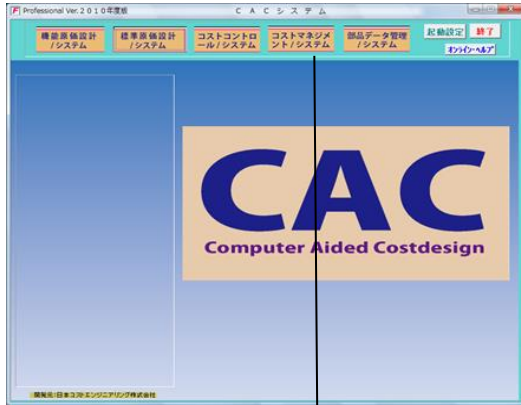 Professional Ver.2010年度版 CACシステム
機能原価設計
/システム
標準原価設計
/システム
コストコントロ
ール/システム
コストマネジメ
ント/システム
部品データ管理
/システム
起動設定
終了
オンライン・ヘルプ
CAC
Computer Aided Costdesign
開発元:日本コストエンジニアリング株式会社